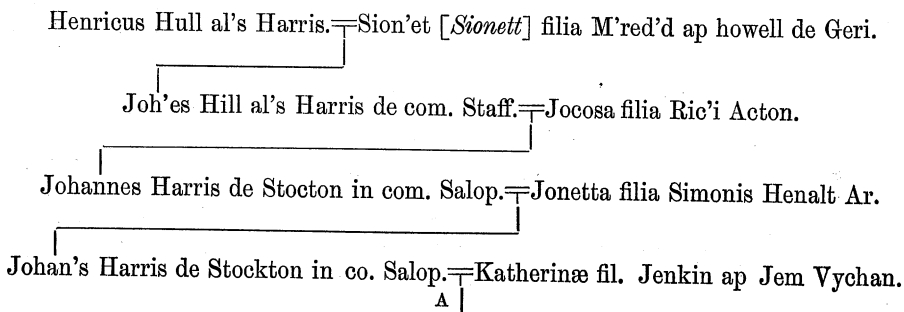 Henricus Hull al's Harris.=Sion'et [Sionett] filia M'red'd ap howell de Geri.
Joh'es Hill al's Harris de com. Staff.=Jocosa filia Ric'i Acton.
Johannes Harris de Stocton in com. Salop.=Jonetta filia Simonis Henalt Ar.
Johan's Harris de Stockton in co. Salop.=Katherinæ fil. Jenkin ap Jem Vychan.
A